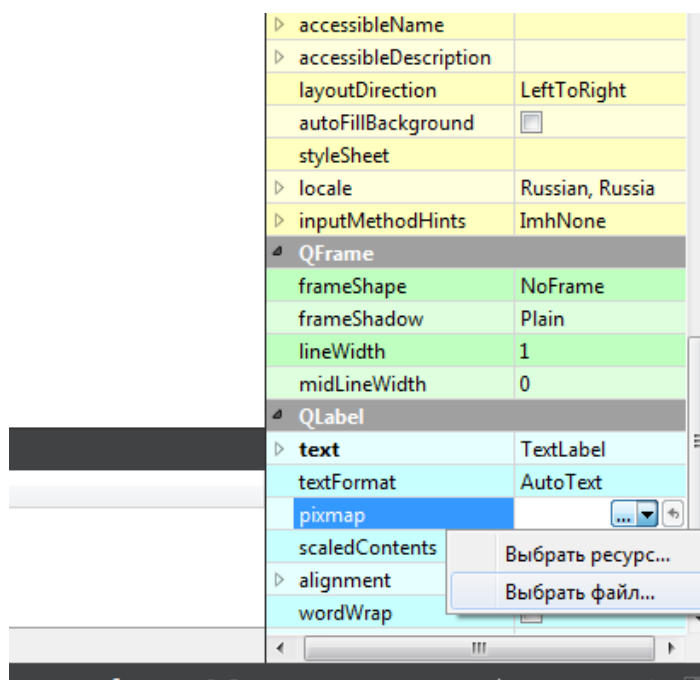 accessibleName
accessibleDescription
layoutDirection LeftToRight
autoFillBackground
styleSheet
locale Russian, Russia
inputMethodHints ImhNone
QFrame
frameShape NoFrame
frameShadow Plain
lineWidth 1
midLineWidth 0
QLabel
text TextLabel
textFormat AutoText
pixmap ...
scaledContents
Выбрать ресурс...
alignment
Выбрать файл...
wordWrap